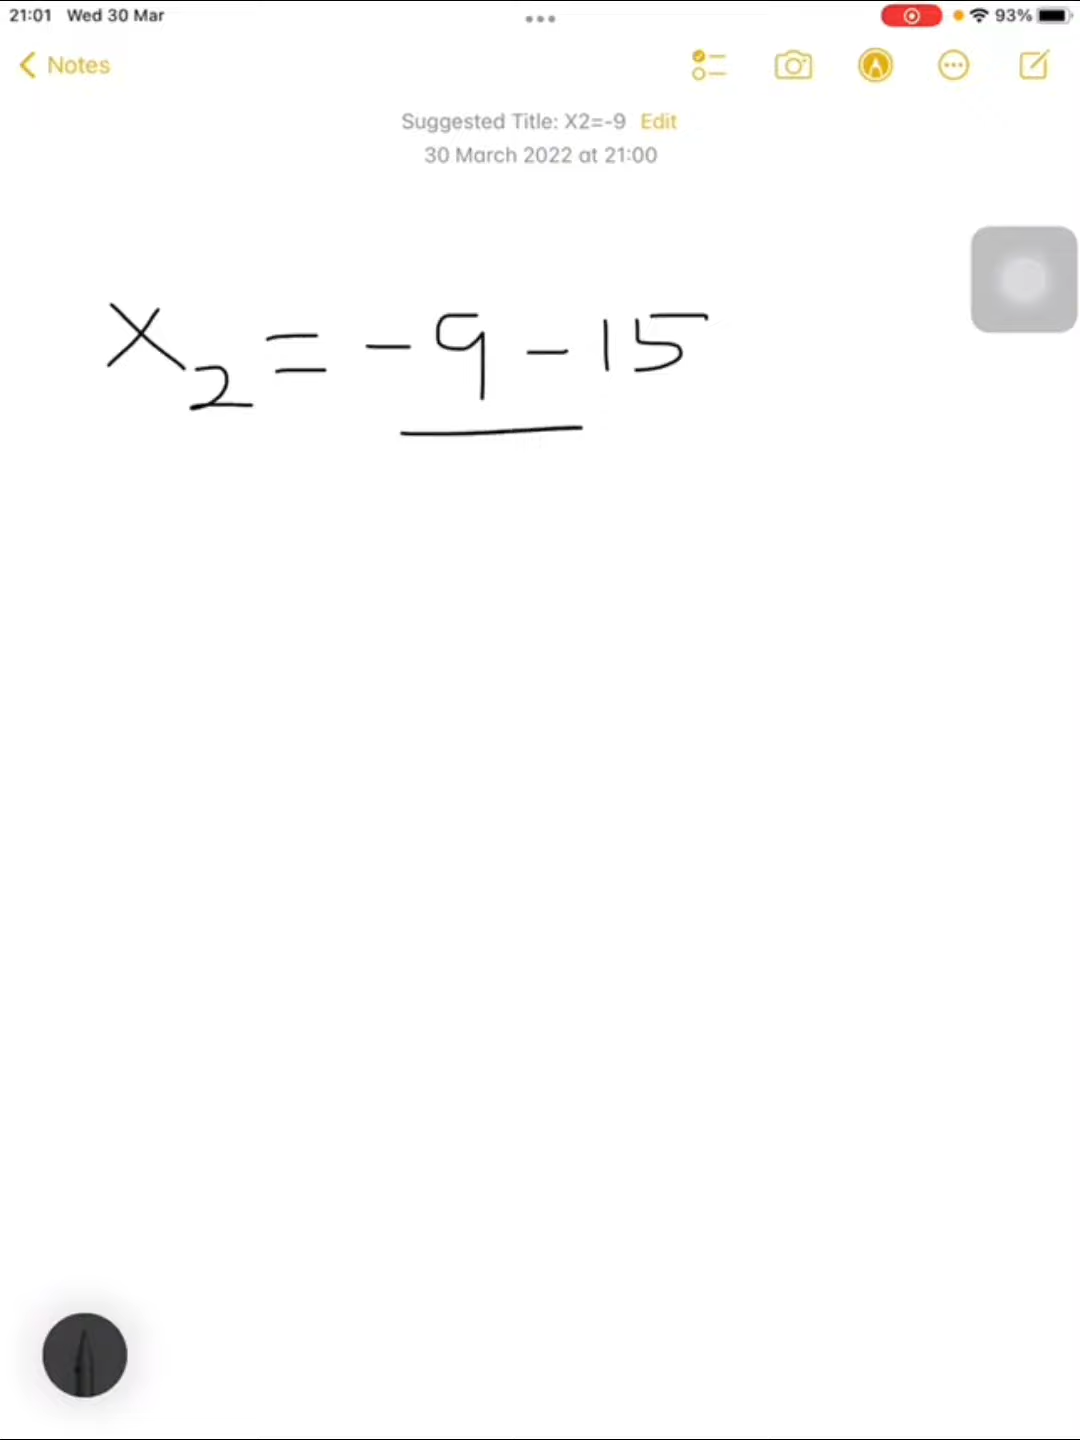 21:01 Wed 30 Mar 93%
Notes
Suggested Title: X2=-9 Edit
30 March 2022 at 21:00
X₂ = -9-15